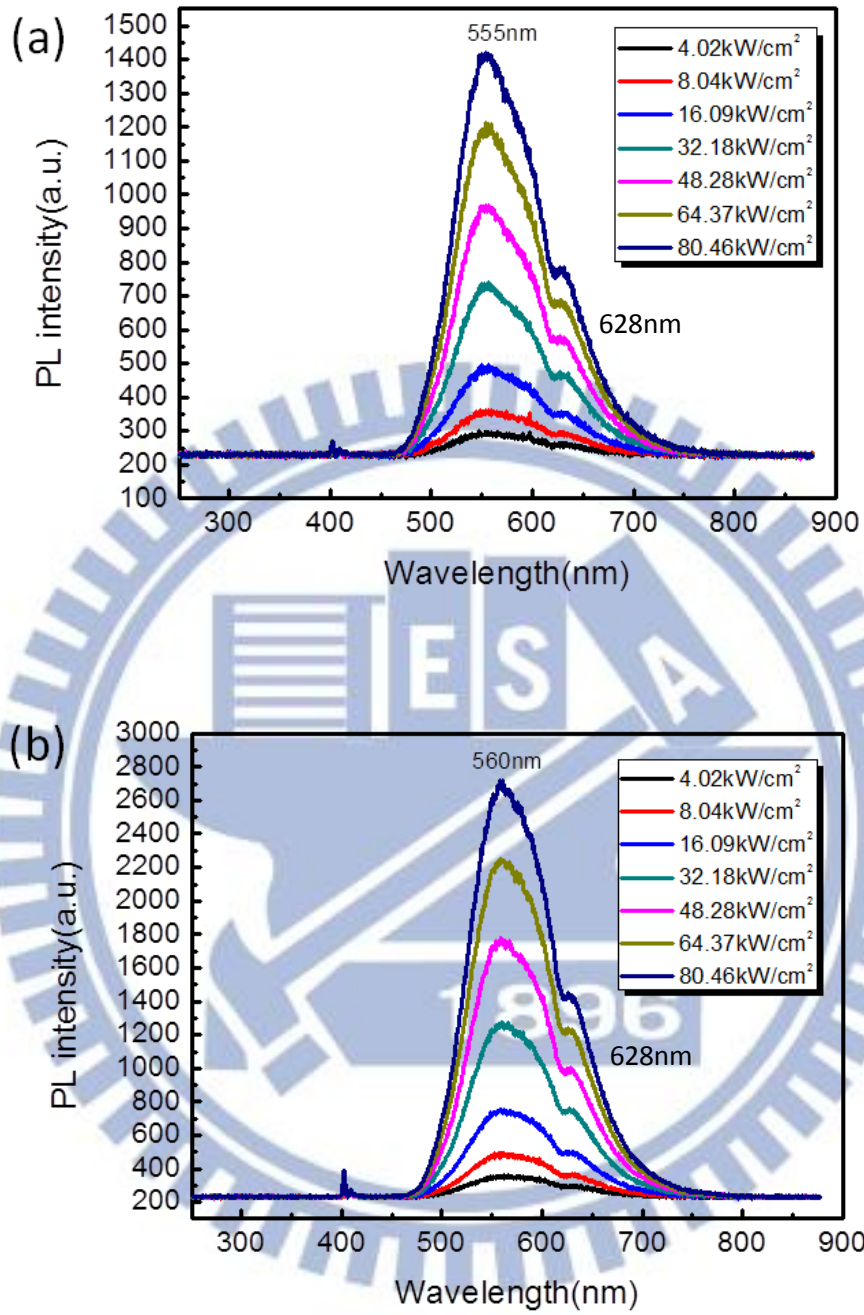 (a)
PL intensity(a.u.)
1500
1400
1300
1200
1100
1000
900
800
700
600
500
400
300
200
100
555nm
628nm
4.02kW/cm²
8.04kW/cm²
16.09kW/cm²
32.18kW/cm²
48.28kW/cm²
64.37kW/cm²
80.46kW/cm²
300 400 500 600 700 800 900
Wavelength(nm)
E S A
(b)
PL intensity(a.u.)
3000
2800
2600
2400
2200
2000
1800
1600
1400
1200
1000
800
600
400
200
560nm
628nm
4.02kW/cm²
8.04kW/cm²
16.09kW/cm²
32.18kW/cm²
48.28kW/cm²
64.37kW/cm²
80.46kW/cm²
1896
300 400 500 600 700 800 900
Wavelength(nm)